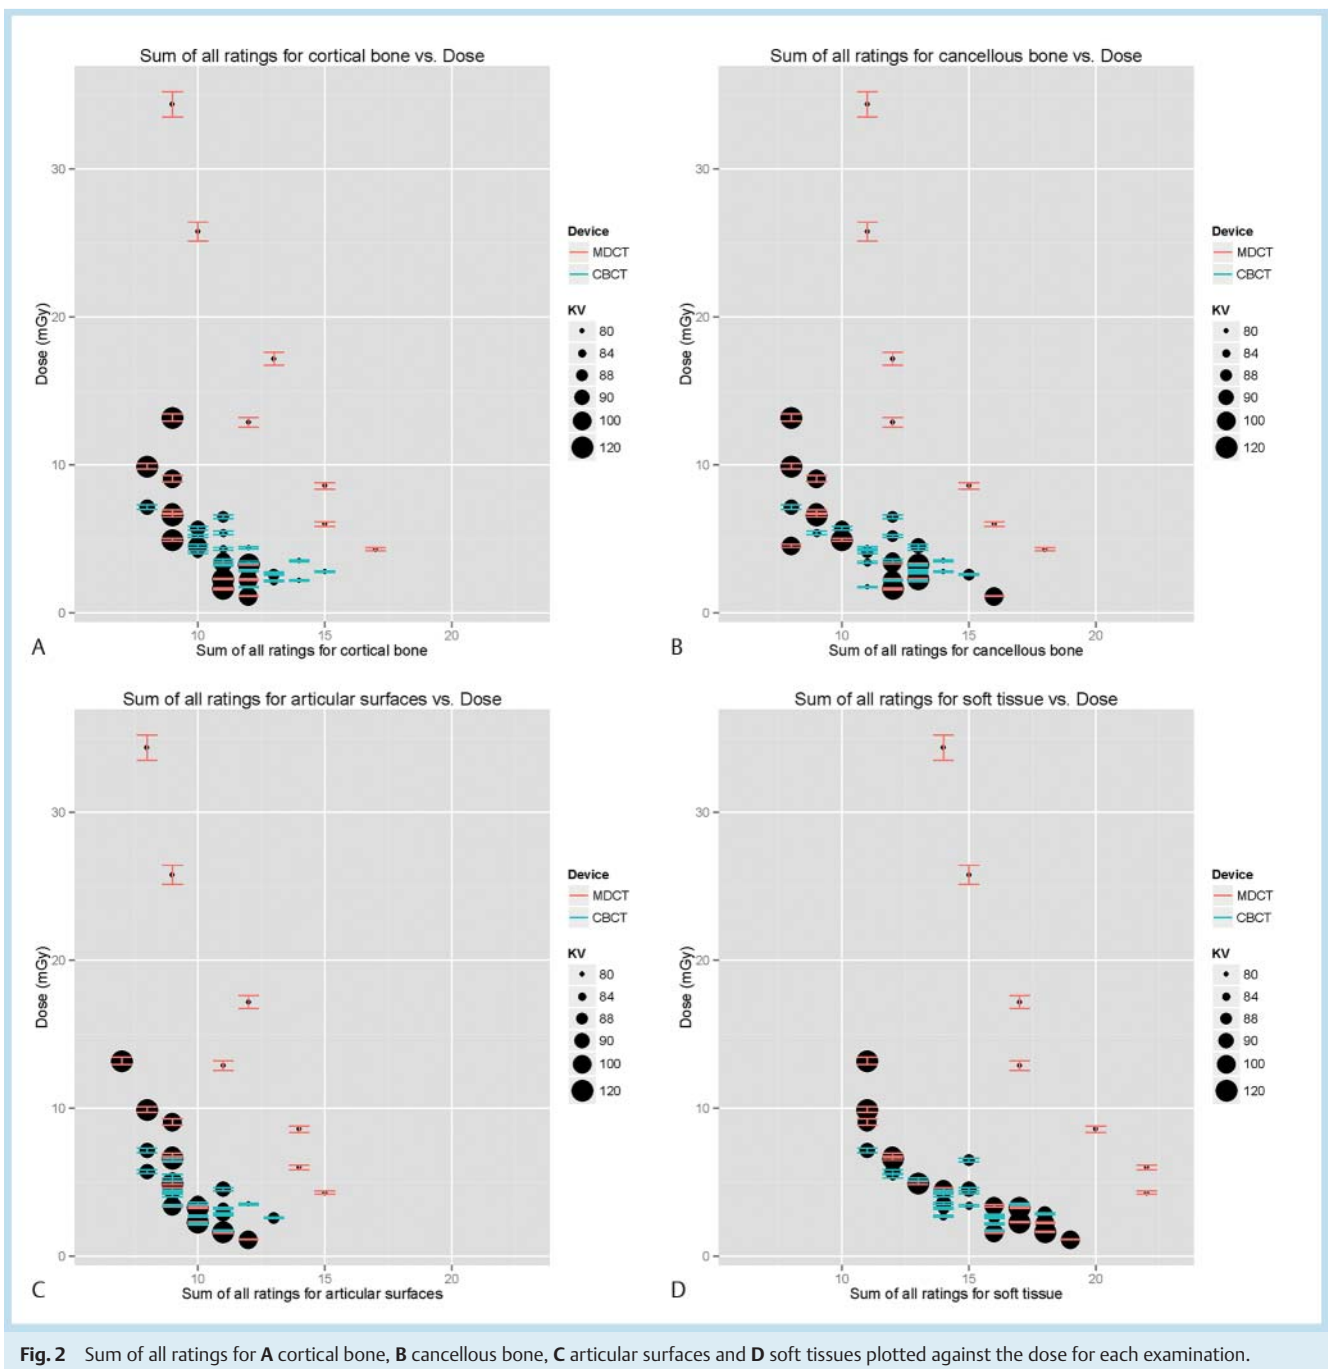 Sum of all ratings for cortical bone vs. Dose
30
20
10
0
Dose (mGy)
10 15 20
Sum of all ratings for cortical bone
Device
MDCT
CBCT
KV
80
84
88
90
100
120
A
Sum of all ratings for cancellous bone vs. Dose
30
20
10
0
Dose (mGy)
10 15 20
Sum of all ratings for cancellous bone
Device
MDCT
CBCT
KV
80
84
88
90
100
120
B
Sum of all ratings for articular surfaces vs. Dose
30
20
10
0
Dose (mGy)
10 15 20
Sum of all ratings for articular surfaces
Device
MDCT
CBCT
KV
80
84
88
90
100
120
C
Sum of all ratings for soft tissue vs. Dose
30
20
10
0
Dose (mGy)
10 15 20
Sum of all ratings for soft tissue
Device
MDCT
CBCT
KV
80
84
88
90
100
120
D
Fig. 2 Sum of all ratings for A cortical bone, B cancellous bone, C articular surfaces and D soft tissues plotted against the dose for each examination.